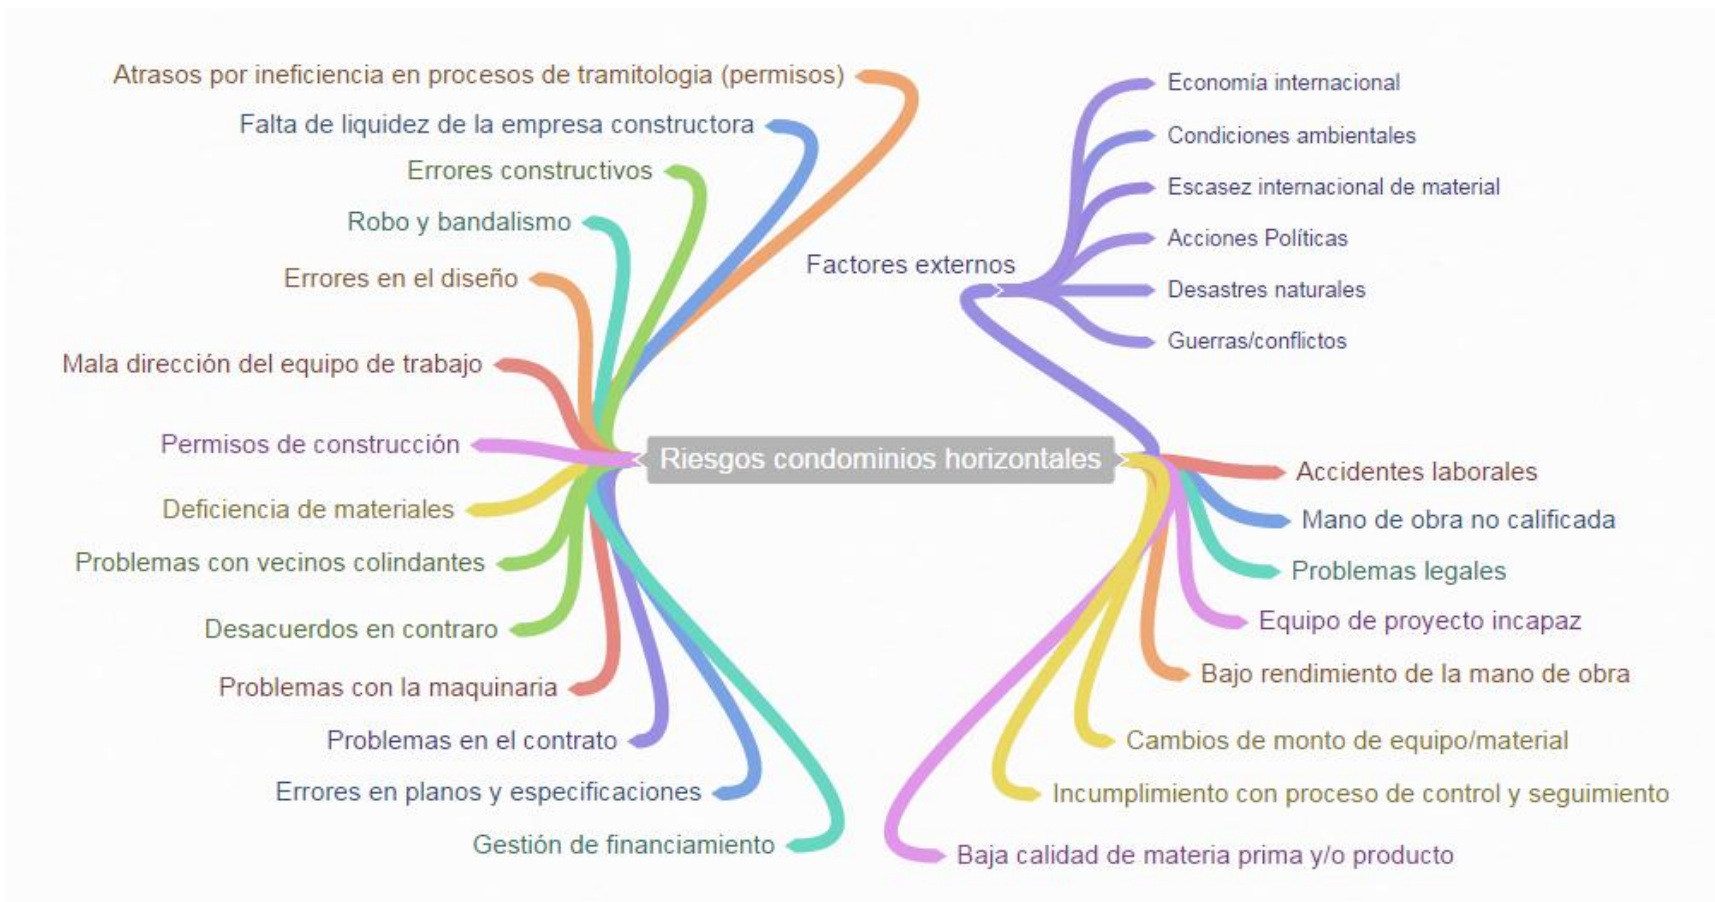 Atrasos por ineficiencia en procesos de tramitologia (permisos)
Falta de liquidez de la empresa constructora
Errores constructivos
Robo y bandalismo
Errores en el diseño
Mala dirección del equipo de trabajo
Permisos de construcción
Deficiencia de materiales
Problemas con vecinos colindantes
Desacuerdos en contraro
Problemas con la maquinaria
Problemas en el contrato
Errores en planos y especificaciones
Gestión de financiamiento
Riesgos condominios horizontales
Factores externos
Economía internacional
Condiciones ambientales
Escasez internacional de material
Acciones Políticas
Desastres naturales
Guerras/conflictos
Accidentes laborales
Mano de obra no calificada
Problemas legales
Equipo de proyecto incapaz
Bajo rendimiento de la mano de obra
Cambios de monto de equipo/material
Incumplimiento con proceso de control y seguimiento
Baja calidad de materia prima y/o producto